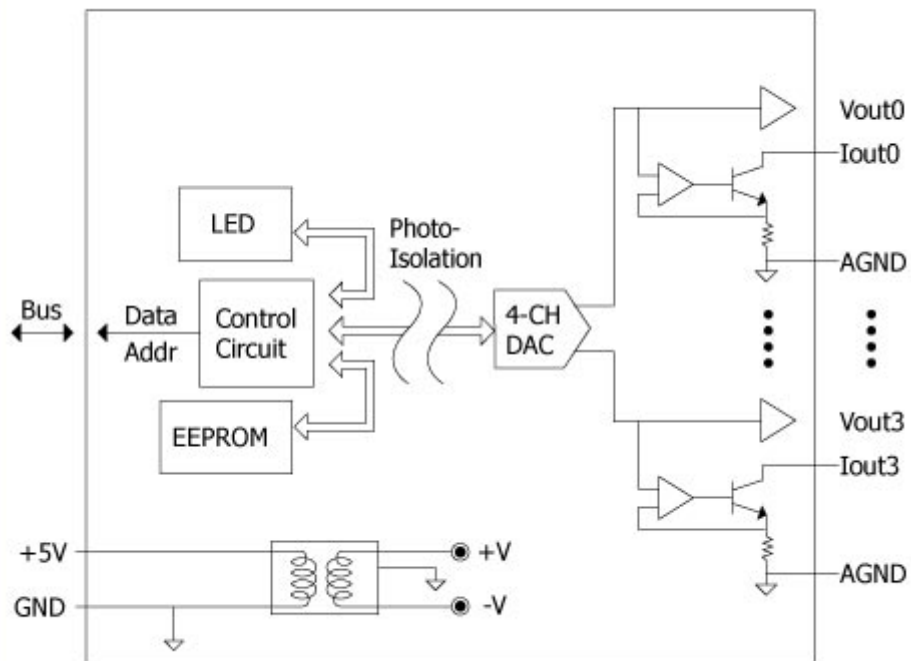 Vout0
Iout0
LED
Photo-
Isolation
AGND
Bus
Data
Addr
Control
Circuit
4-CH
DAC
EEPROM
Vout3
Iout3
+5V
+V
GND
-V
AGND